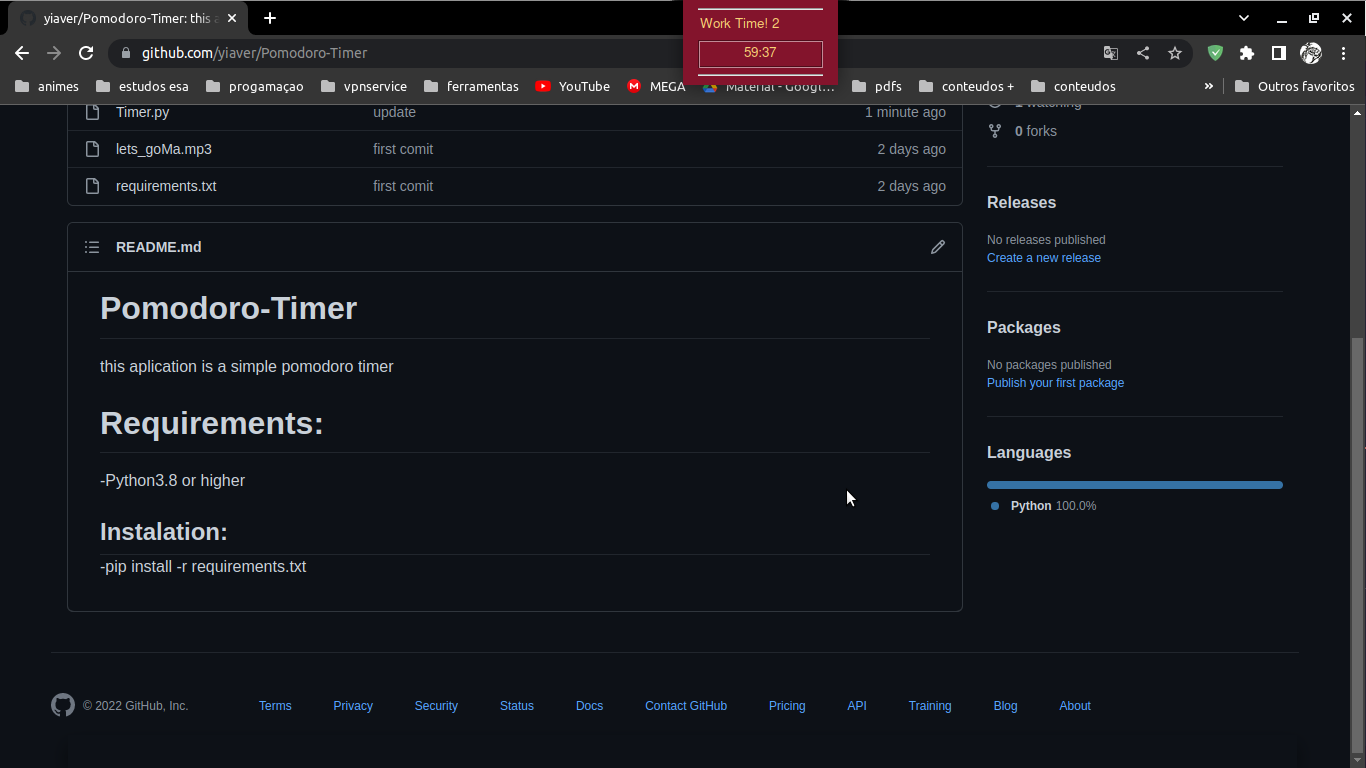 yiaver/Pomodoro-Timer: this a
Work Time! 2
59:37
github.com/yiaver/Pomodoro-Timer
animes
estudos esa
progamaçao
vpnservice
ferramentas
YouTube
MEGA
Material - Googl…
pdfs
conteudos +
conteudos
»
Outros favoritos
Timer.py update 1 minute ago
lets_goMa.mp3 first comit 2 days ago
requirements.txt first comit 2 days ago
README.md
Pomodoro-Timer
this aplication is a simple pomodoro timer
Requirements:
-Python3.8 or higher
Instalation:
-pip install -r requirements.txt
watching
0 forks
Releases
No releases published
Create a new release
Packages
No packages published
Publish your first package
Languages
Python 100.0%
© 2022 GitHub, Inc.
Terms
Privacy
Security
Status
Docs
Contact GitHub
Pricing
API
Training
Blog
About